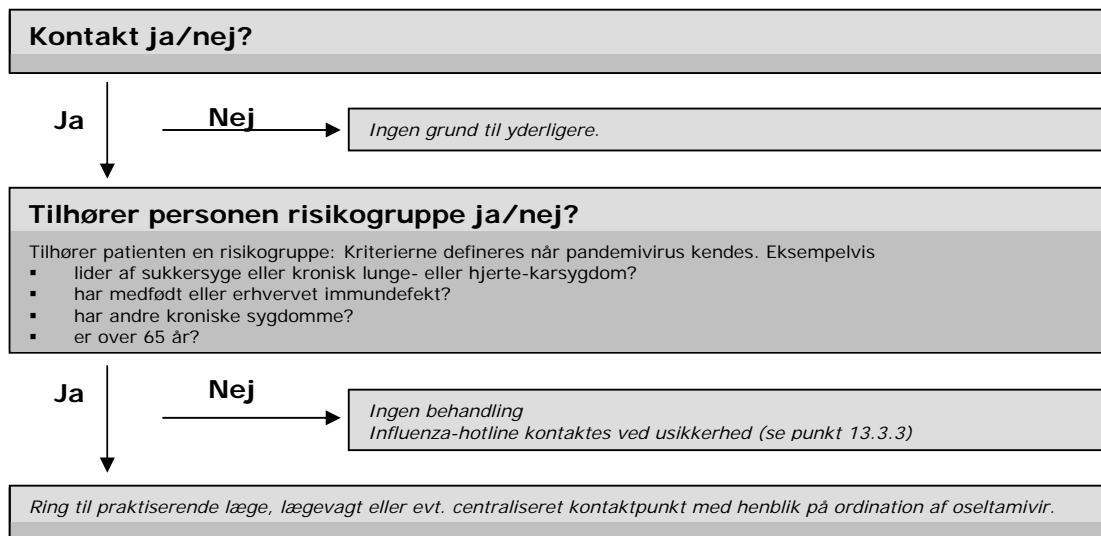 Kontakt ja/nej?
Ja
Nej
Ingen grund til yderligere.
Tilhører personen risikogruppe ja/nej?
Tilhører patienten en risikogruppe: Kriterierne defineres når pandemivirus kendes. Eksempelvis
▪ lider af sukkersyge eller kronisk lunge- eller hjerte-karsygdom?
▪ har medfødt eller erhvervet immundefekt?
▪ har andre kroniske sygdomme?
▪ er over 65 år?
Ja
Nej
Ingen behandling
Influenza-hotline kontaktes ved usikkerhed (se punkt 13.3.3)
Ring til praktiserende læge, lægevagt eller evt. centraliseret kontaktpunkt med henblik på ordination af oseltamivir.